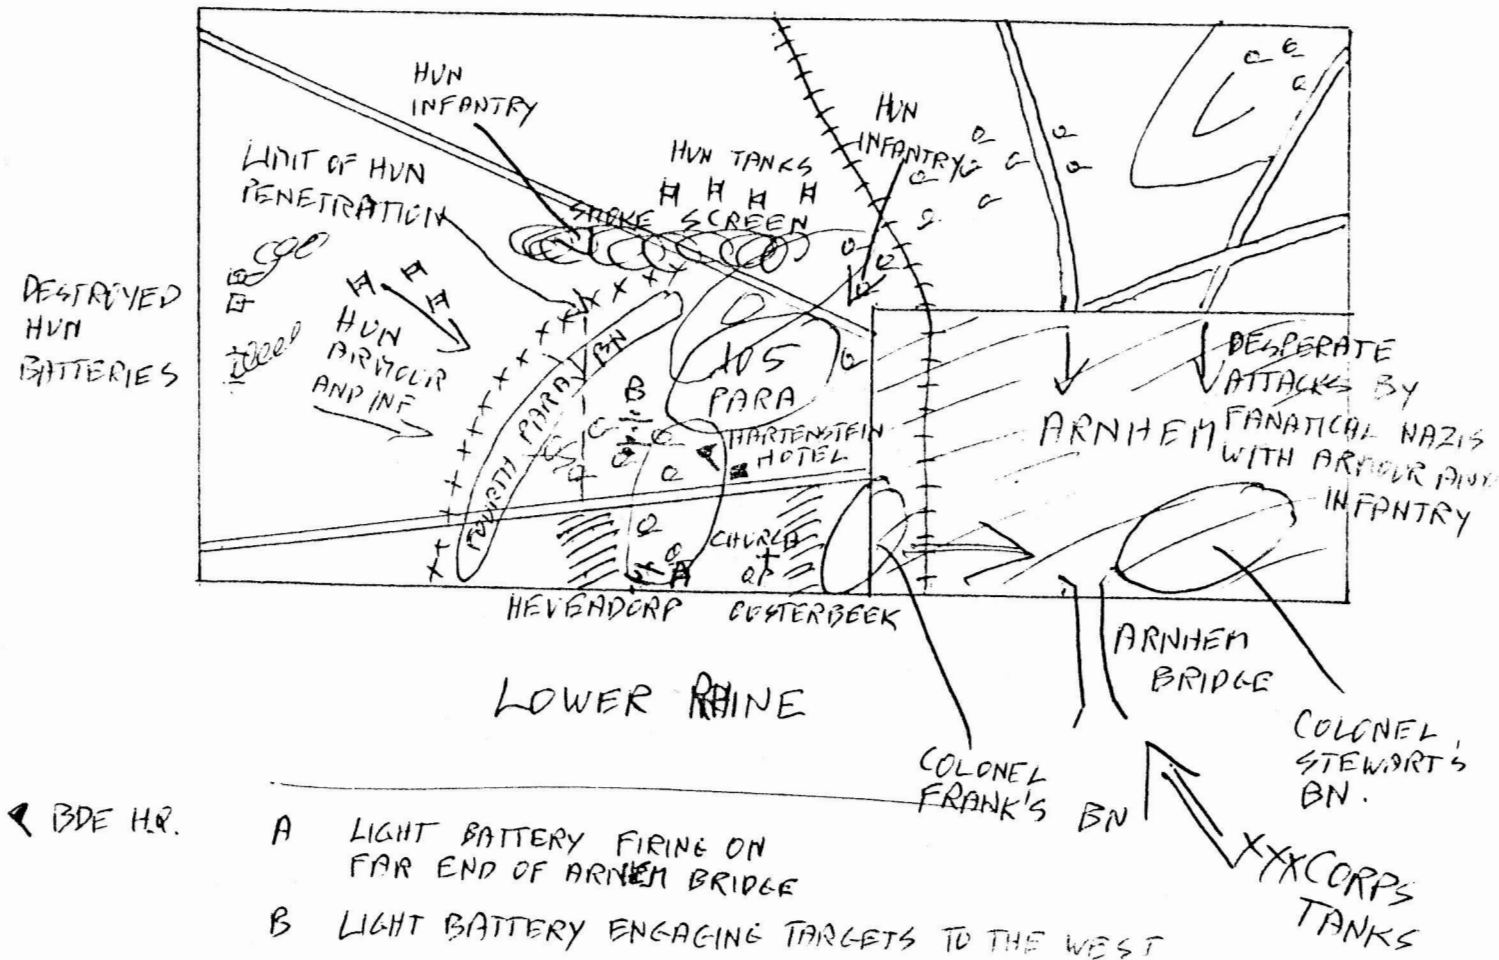 HUN
INFANTRY
HUN
INFANTRY
HUN TANKS
LIMIT OF HUN
PENETRATION
SMOKE SCREEN
DESTROYED
HUN
BATTERIES
HUN
ARMOUR
AND INF
FOURTH PARA BN
105
PARA
B
HARTENSTEIN
HOTEL
DESPERATE
ATTACKS BY
FANATICAL NAZIS
WITH ARMOUR AND
INFANTRY
ARNHEM
CHURCH
A
HEVEADORP
OUSTERBEEK
ARNHEM
BRIDGE
LOWER RHINE
COLONEL
FRANK'S
BN
COLONEL
STEWART'S
BN.
XXX CORPS
TANKS
BDE H.Q.
A LIGHT BATTERY FIRING ON
FAR END OF ARNHEM BRIDGE
B LIGHT BATTERY ENGAGING TARGETS TO THE WEST